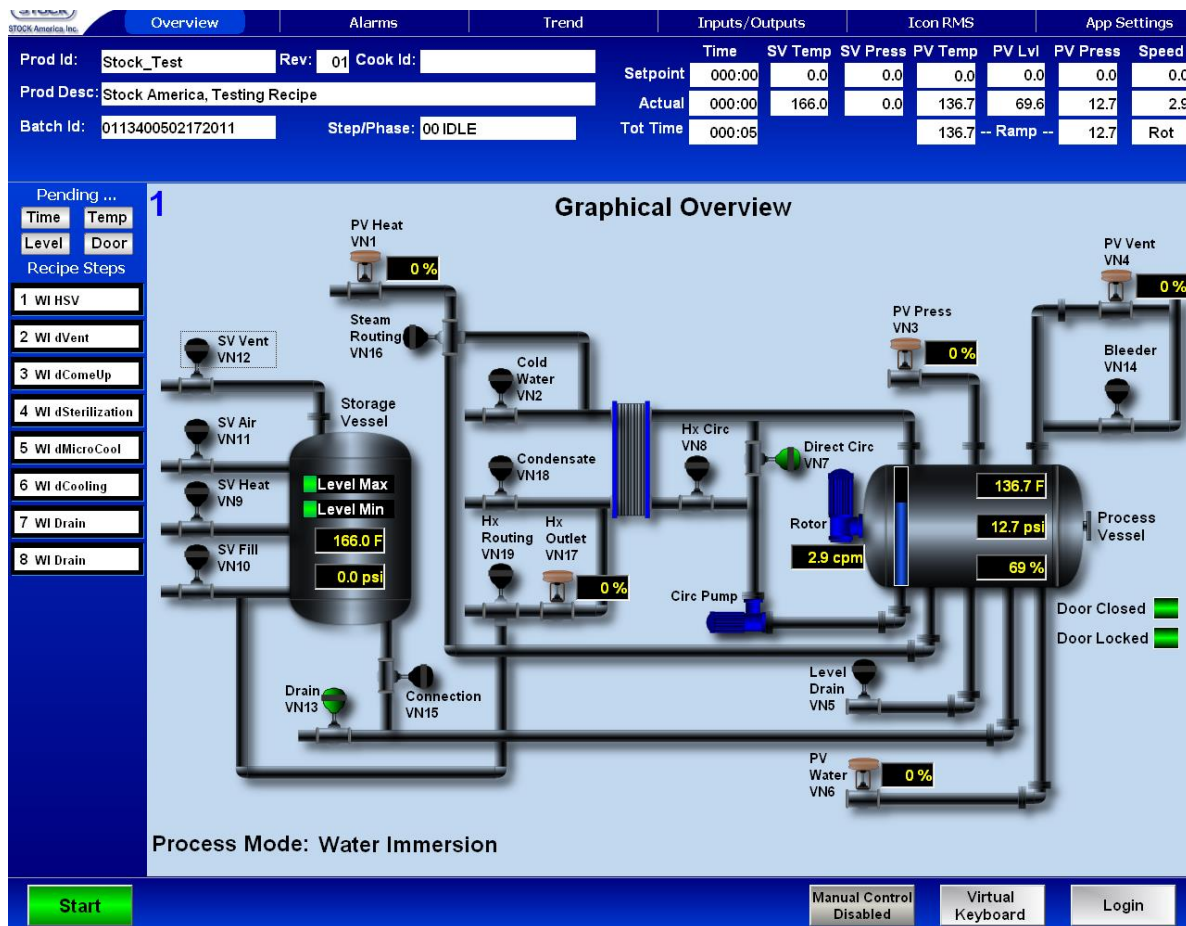 STOCK
STOCK America, Inc.
Overview
Alarms
Trend
Inputs/Outputs
Icon RMS
App Settings
Prod Id: Stock_Test Rev: 01 Cook Id:
Prod Desc: Stock America, Testing Recipe
Batch Id: 0113400502172011 Step/Phase: 00 IDLE
Time SV Temp SV Press PV Temp PV Lvl PV Press Speed
Setpoint 000:00 0.0 0.0 0.0 0.0 0.0 0.0
Actual 000:00 166.0 0.0 136.7 69.6 12.7 2.9
Tot Time 000:05 136.7 -- Ramp -- 12.7 Rot
Pending ...
Time Temp
Level Door
Recipe Steps
1 WI HSV
2 WI dVent
3 WI dComeUp
4 WI dSterilization
5 WI dMicroCool
6 WI dCooling
7 WI Drain
8 WI Drain
1
Graphical Overview
PV Heat
VN1
0 %
Steam
Routing
VN16
SV Vent
VN12
SV Air
VN11
SV Heat
VN9
SV Fill
VN10
Storage
Vessel
Level Max
Level Min
166.0 F
0.0 psi
Cold
Water
VN2
Condensate
VN18
Hx
Routing
VN19
Hx
Outlet
VN17
0 %
Hx Circ
VN8
Direct Circ
VN7
PV Press
VN3
0 %
PV Vent
VN4
0 %
Bleeder
VN14
Rotor
2.9 cpm
136.7 F
12.7 psi
69 %
Process
Vessel
Circ Pump
Door Closed
Door Locked
Drain
VN13
Connection
VN15
Level
Drain
VN5
PV
Water
VN6
0 %
Process Mode: Water Immersion
Start
Manual Control
Disabled
Virtual
Keyboard
Login